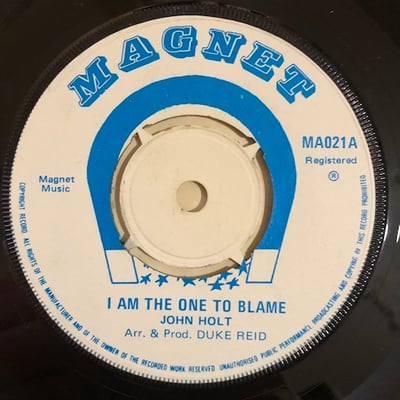 MAGNET
MA021A
Registered
®
Magnet
Music
I AM THE ONE TO BLAME
JOHN HOLT
Arr. & Prod. DUKE REID
COPYRIGHT RECORD. ALL RIGHTS OF THE MANUFACTURER AND OF THE OWNER OF THE RECORDED WORK RESERVED UNAUTHORISED PUBLIC PERFORMANCE, BROADCASTING AND COPYING OF THIS RECORD PROHIBITED